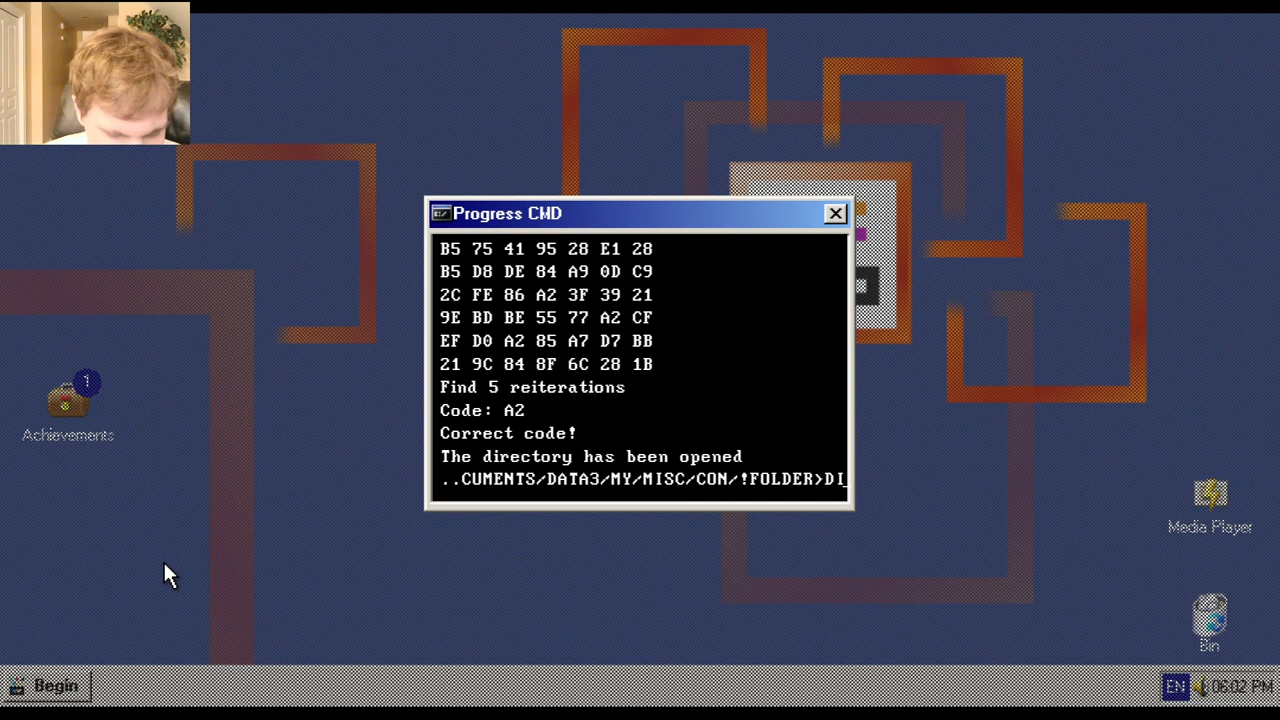 Progress CMD
B5 75 41 95 28 E1 28
B5 D8 DE 84 A9 0D C9
2C FE 86 A2 3F 39 21
9E BD BE 55 77 A2 CF
EF D0 A2 85 A7 D7 BB
21 9C 84 8F 6C 28 1B
Find 5 reiterations
Code: A2
Correct code!
The directory has been opened
..CUMENTS/DATA3/MY/MISC/CON/!FOLDER>DI_
1
Achievements
Media Player
Bin
Begin
EN
06:02 PM